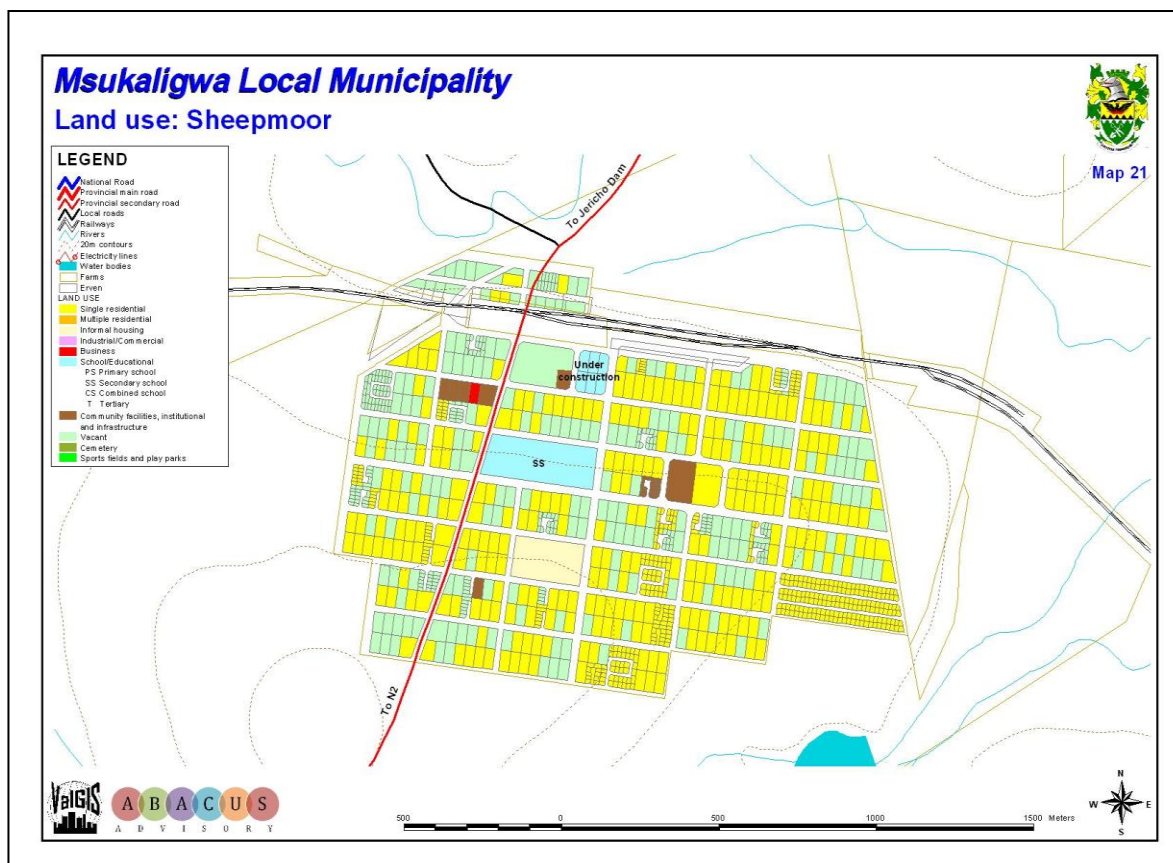 Msukaligwa Local Municipality
Land use: Sheepmoor
Map 21
LEGEND
National Road
Provincial main road
Provincial secondary road
Local roads
Railways
Rivers
20m contours
Electricity lines
Water bodies
Farms
Erven
LAND USE
Single residential
Multiple residential
Informal housing
Industrial/Commercial
Business
School/Educational
PS Primary school
SS Secondary school
CS Combined school
T Tertiary
Community facilities, institutional
and infrastructure
Vacant
Cemetery
Sports fields and play parks
To Jericho Dam
Under
construction
SS
To N2
ValGIS
ABACUS
ADVISORY
500 0 500 1000 1500 Meters
N
W E
S